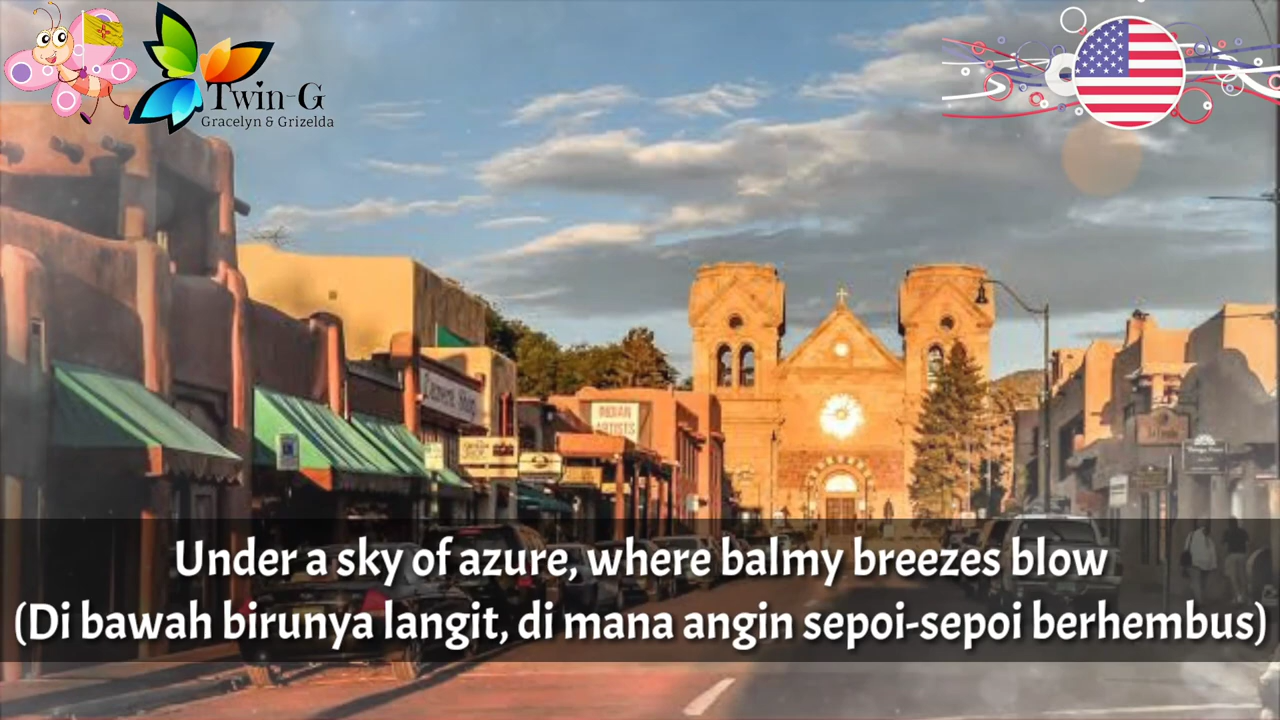 Twin-G
Gracelyn & Grizelda
INDIAN
ARTISTS
Under a sky of azure, where balmy breezes blow
(Di bawah birunya langit, di mana angin sepoi-sepoi berhembus)